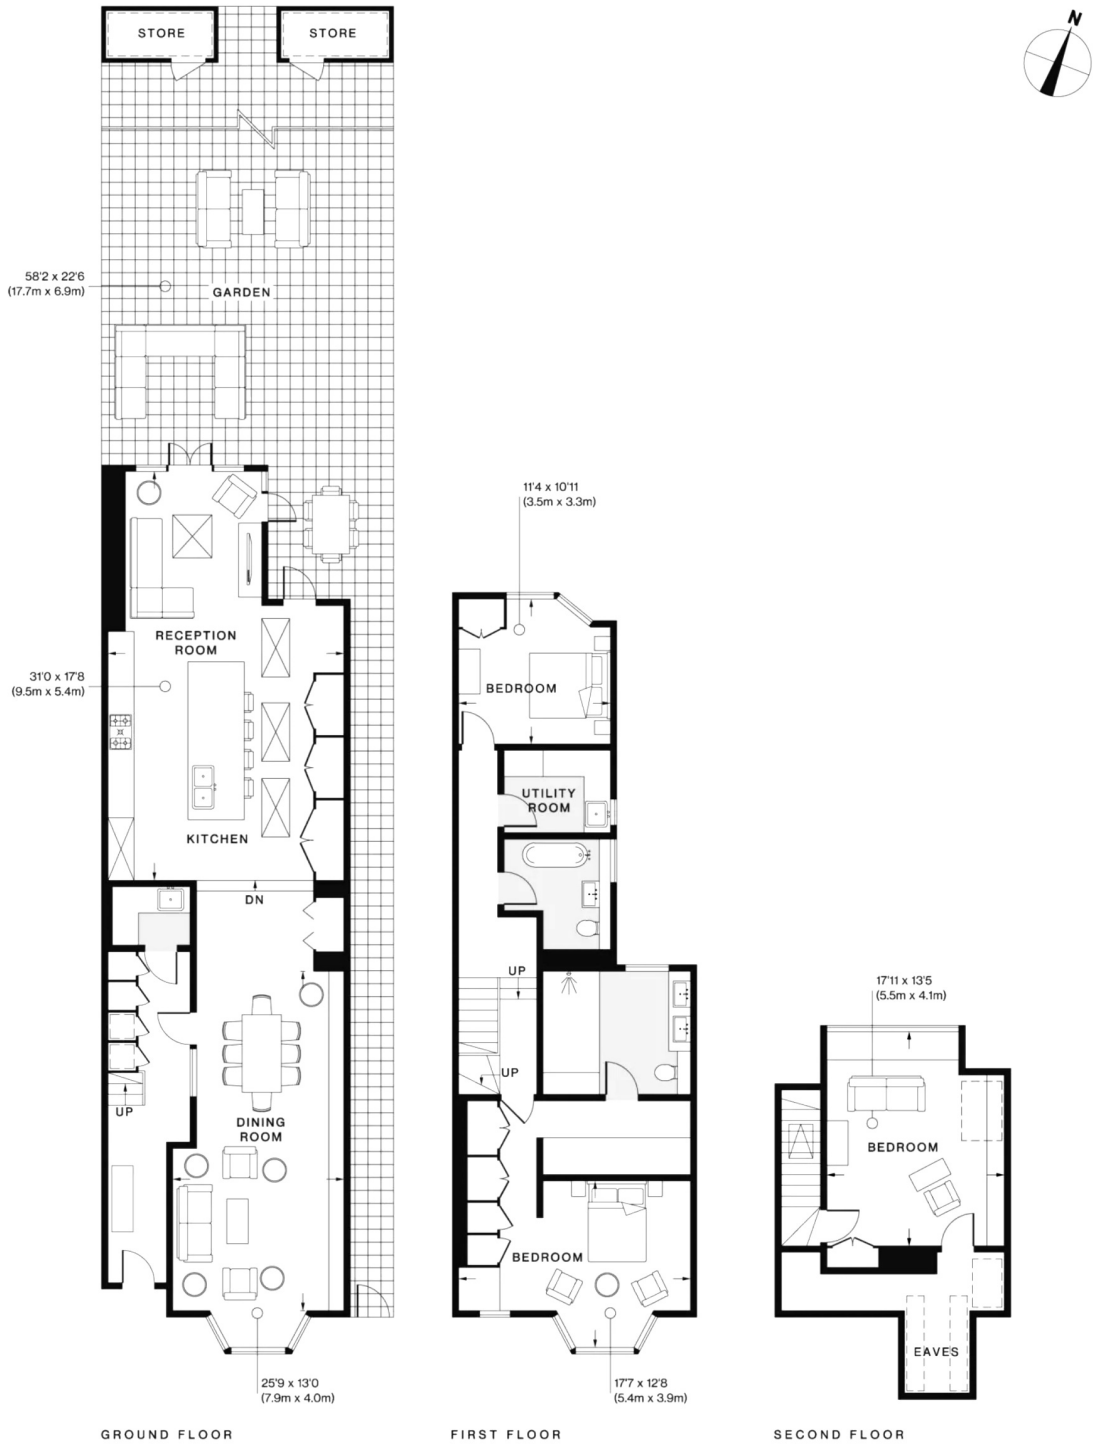 N
STORE
STORE
58'2 x 22'6
(17.7m x 6.9m)
GARDEN
11'4 x 10'11
(3.5m x 3.3m)
RECEPTION
ROOM
31'0 x 17'8
(9.5m x 5.4m)
KITCHEN
DN
UP
DINING
ROOM
25'9 x 13'0
(7.9m x 4.0m)
GROUND FLOOR
BEDROOM
UTILITY
ROOM
UP
UP
BEDROOM
17'7 x 12'8
(5.4m x 3.9m)
FIRST FLOOR
17'11 x 13'5
(5.5m x 4.1m)
BEDROOM
EAVES
SECOND FLOOR